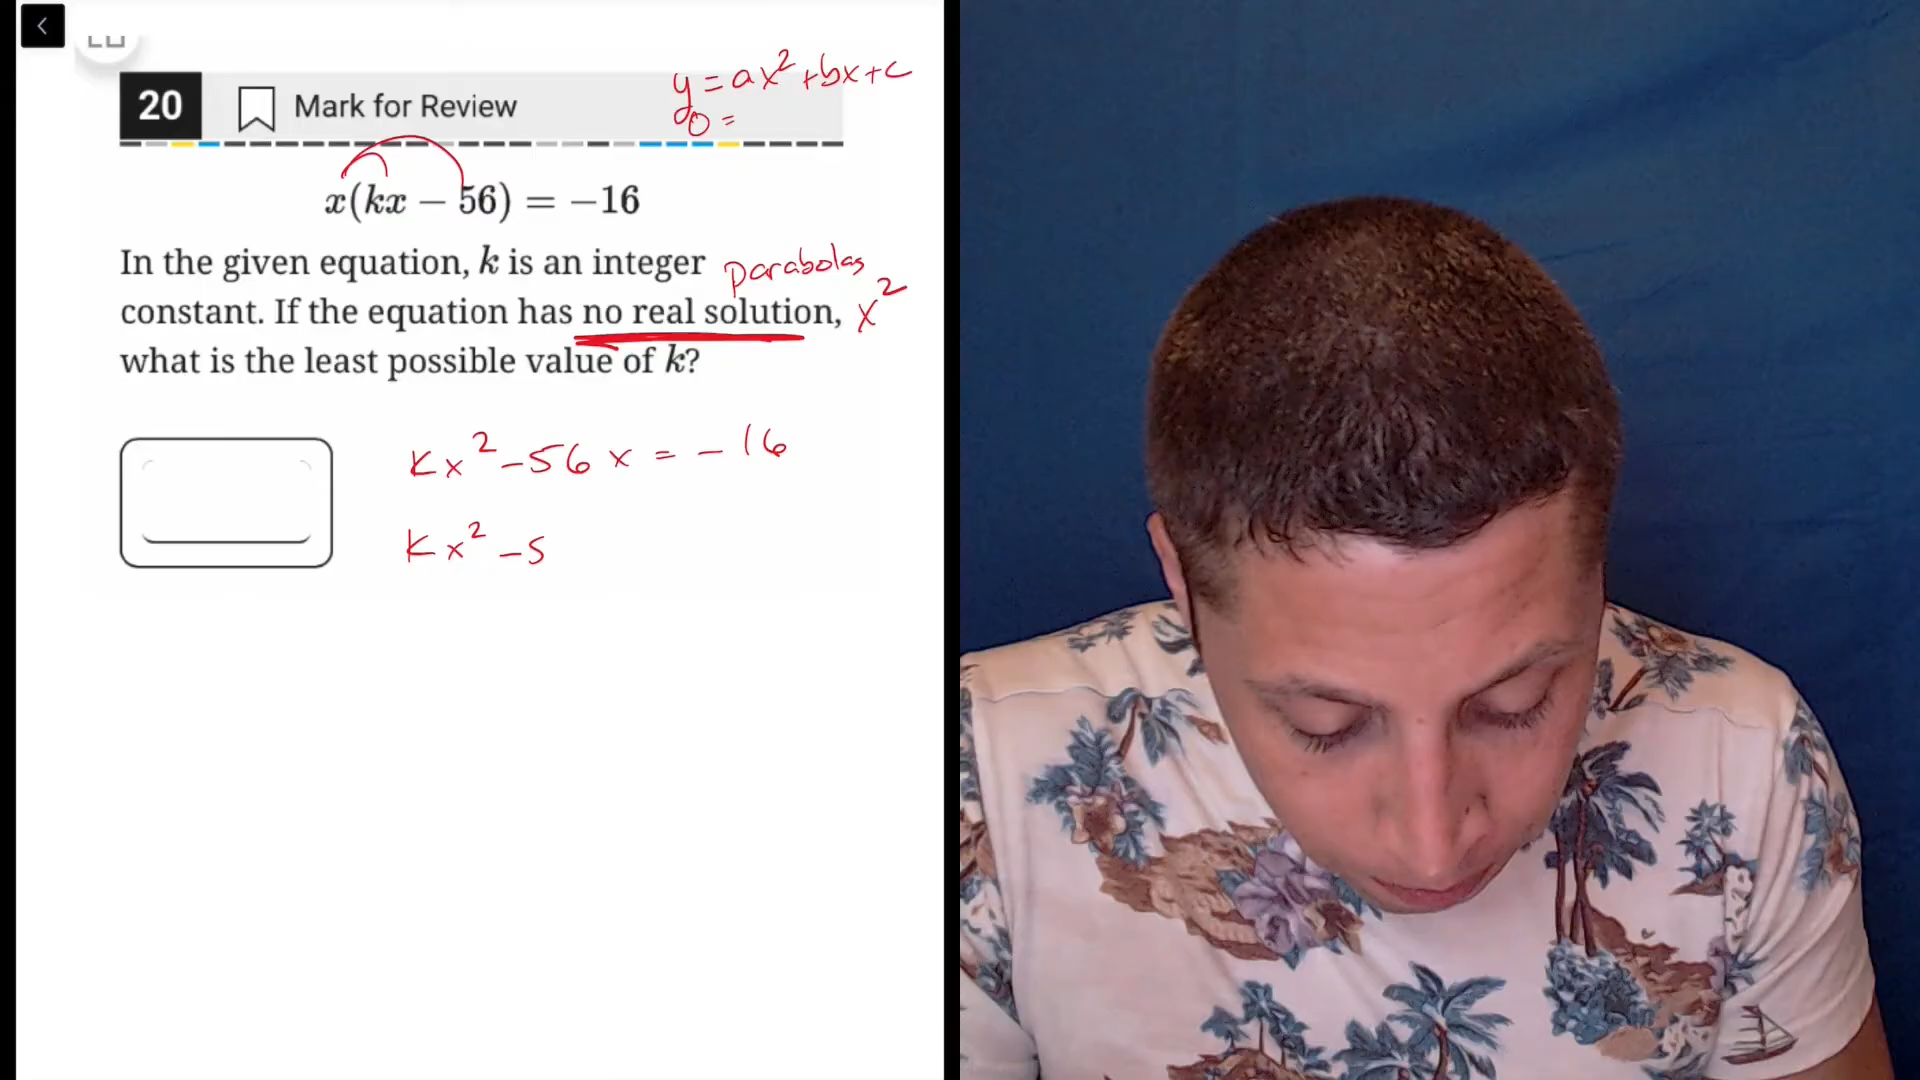 y = ax² + bx + c
0 =
20 Mark for Review
x(kx − 56) = −16
In the given equation, k is an integer
parabolas
constant. If the equation has no real solution,
x²
what is the least possible value of k?
kx² − 56x = −16
kx² − 5